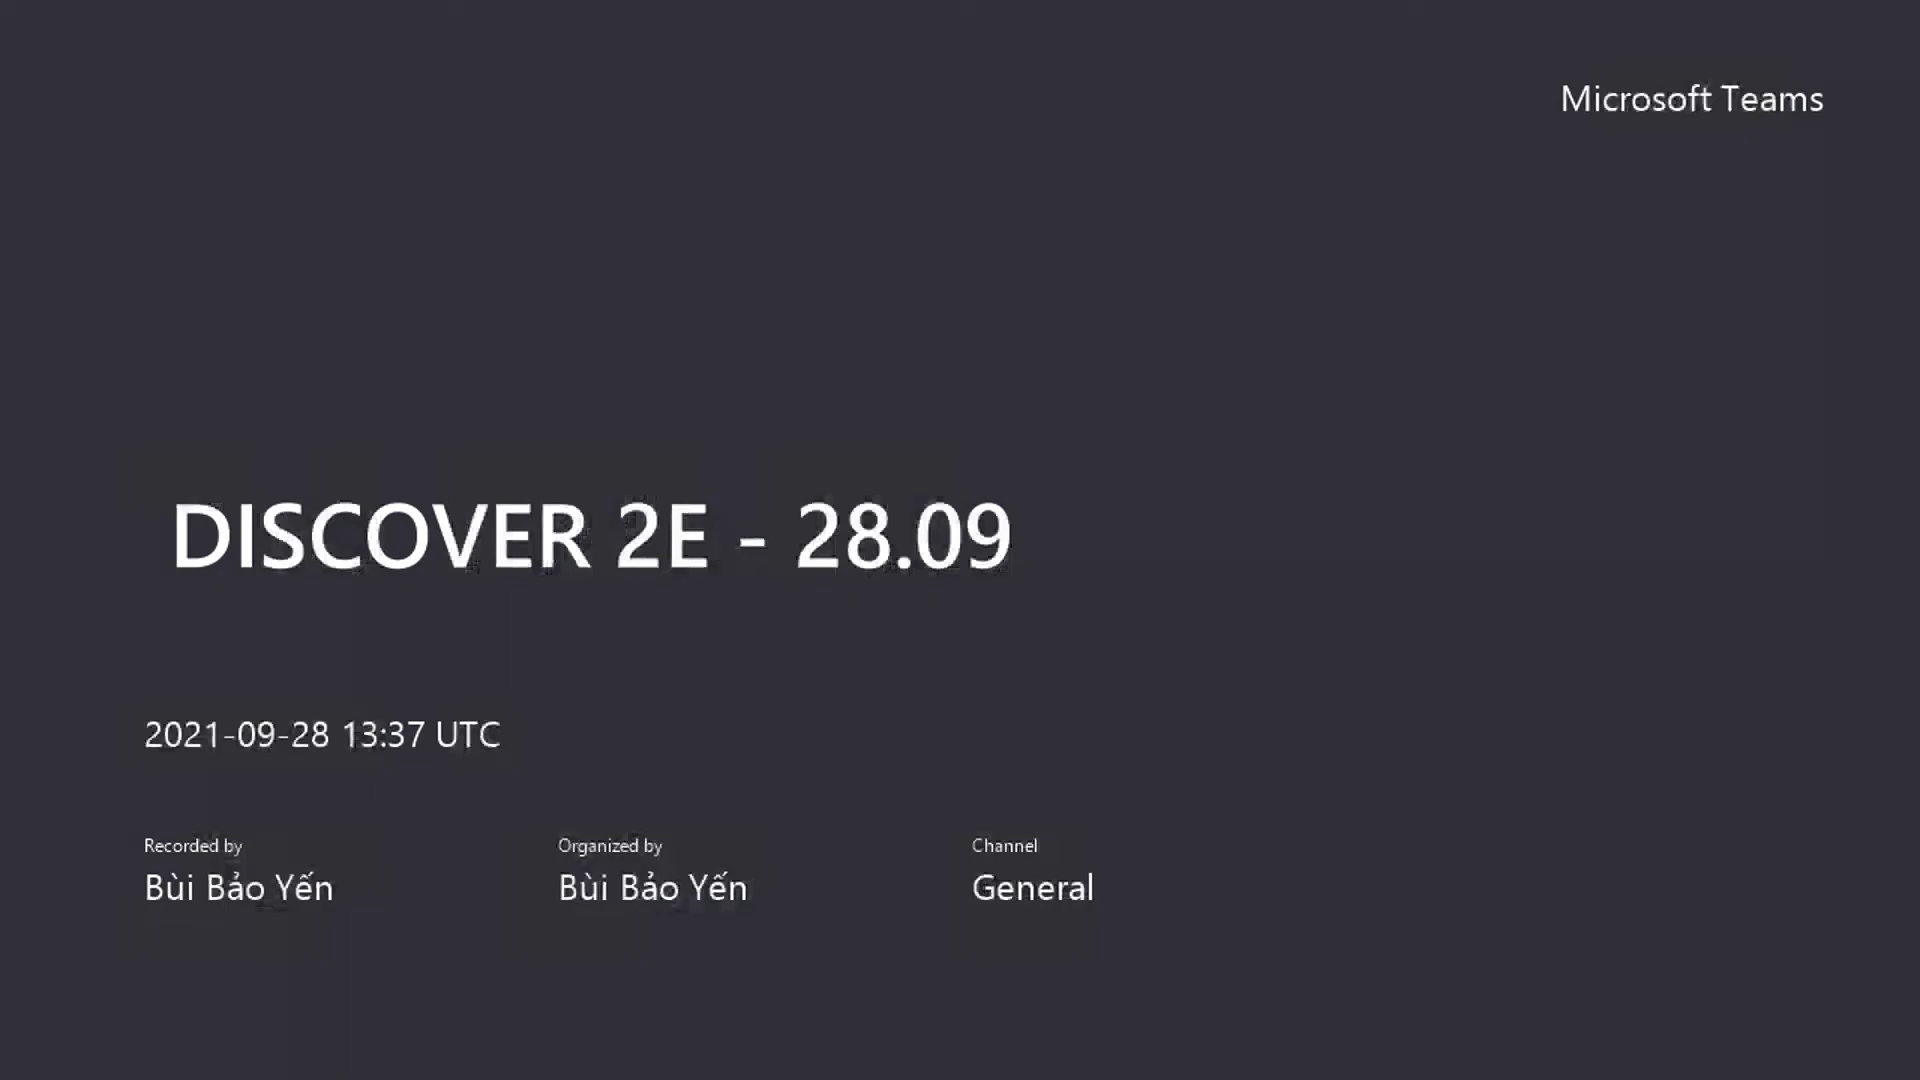 Microsoft Teams
DISCOVER 2E - 28.09
2021-09-28 13:37 UTC
Recorded by
Bùi Bảo Yến
Organized by
Bùi Bảo Yến
Channel
General